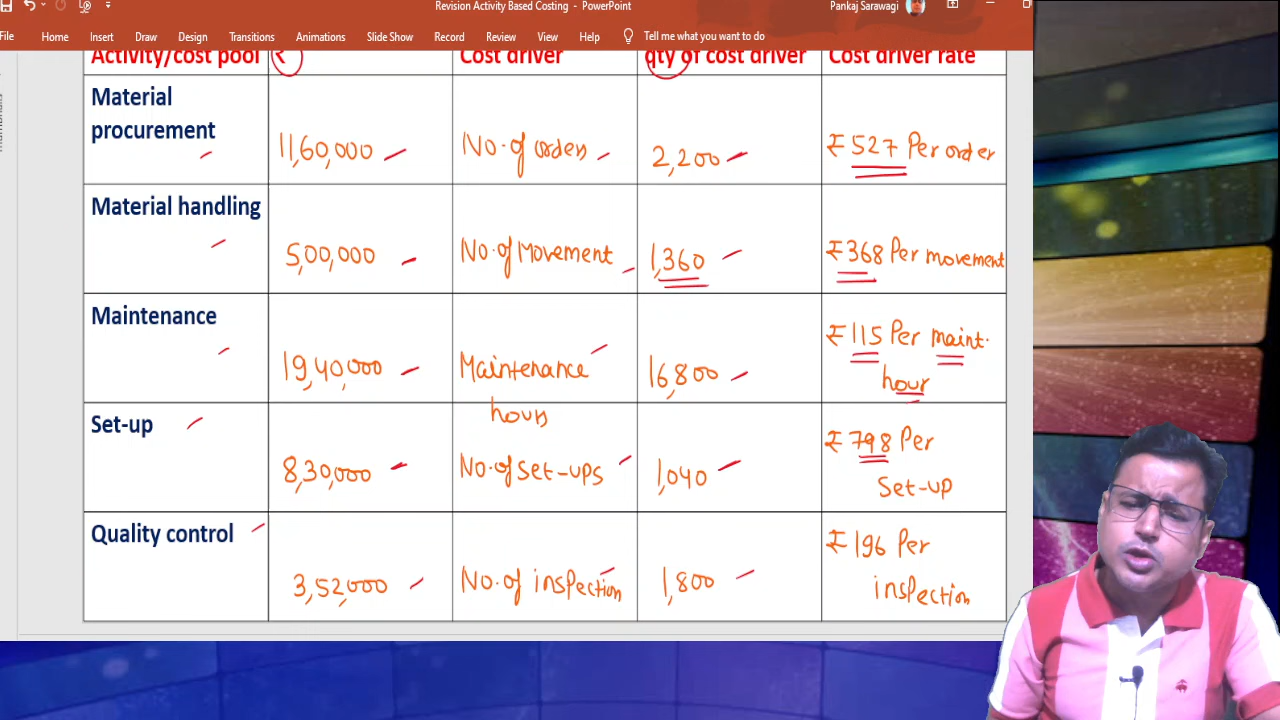 Revision Activity Based Costing - PowerPoint
Pankaj Sarawagi
File Home Insert Draw Design Transitions Animations Slide Show Record Review View Help Tell me what you want to do
Activity/cost pool ₹ Cost driver qty of cost driver Cost driver rate
Material
procurement
11,60,000 No. of orders 2,200 ₹ 527 Per order
Material handling
5,00,000 No. of Movement 1,360 ₹ 368 Per movement
Maintenance
19,40,000 Maintenance
hours
16,800 ₹ 115 Per maint.
hour
Set-up
8,30,000 No. of Set-ups 1,040 ₹ 798 Per
Set-up
Quality control
3,52,000 No. of inspection 1,800 ₹ 196 Per
inspection